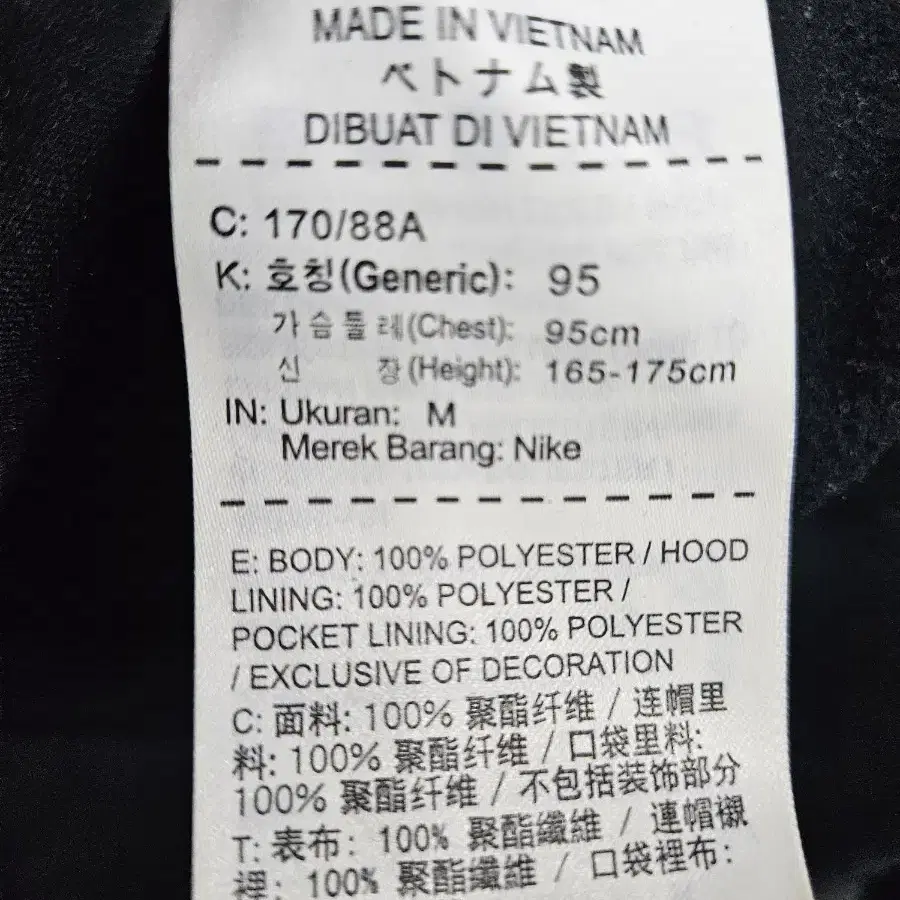 MADE IN VIETNAM
ベトナム製
DIBUAT DI VIETNAM
C: 170/88A
K: 호칭(Generic): 95
가슴둘레(Chest): 95cm
신 장(Height): 165-175cm
IN: Ukuran: M
Merek Barang: Nike
E: BODY: 100% POLYESTER / HOOD
LINING: 100% POLYESTER /
POCKET LINING: 100% POLYESTER
/ EXCLUSIVE OF DECORATION
C: 面料: 100% 聚酯纤维 / 连帽里
料: 100% 聚酯纤维 / 口袋里料:
100% 聚酯纤维 / 不包括装饰部分
T: 表布: 100% 聚酯纖維 / 連帽襯
裡: 100% 聚酯纖維 / 口袋裡布: